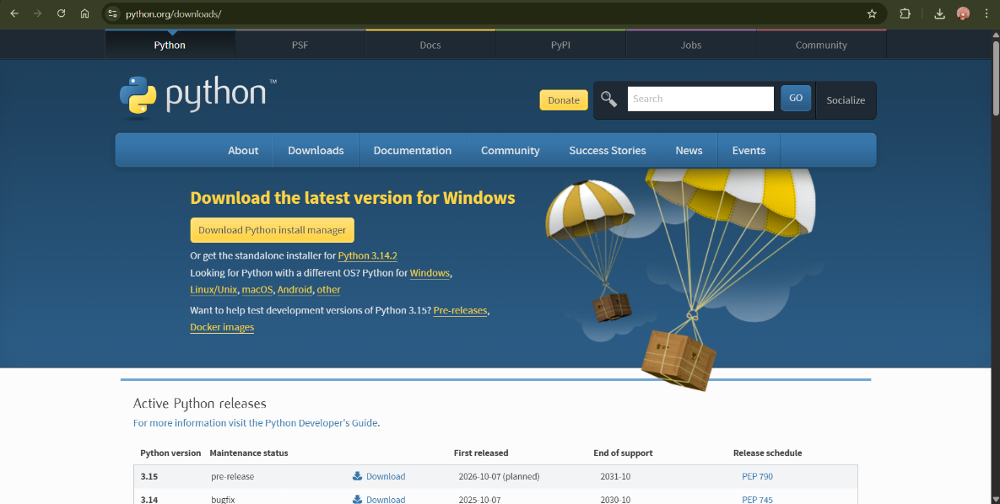 python.org/downloads/
Python PSF Docs PyPI Jobs Community
python™
Donate Search GO Socialize
About Downloads Documentation Community Success Stories News Events
Download the latest version for Windows
Download Python install manager
Or get the standalone installer for Python 3.14.2
Looking for Python with a different OS? Python for Windows,
Linux/Unix, macOS, Android, other
Want to help test development versions of Python 3.15? Pre-releases,
Docker images
Active Python releases
For more information visit the Python Developer's Guide.
Python version Maintenance status First released End of support Release schedule
3.15 pre-release Download 2026-10-07 (planned) 2031-10 PEP 790
3.14 bugfix Download 2025-10-07 2030-10 PEP 745